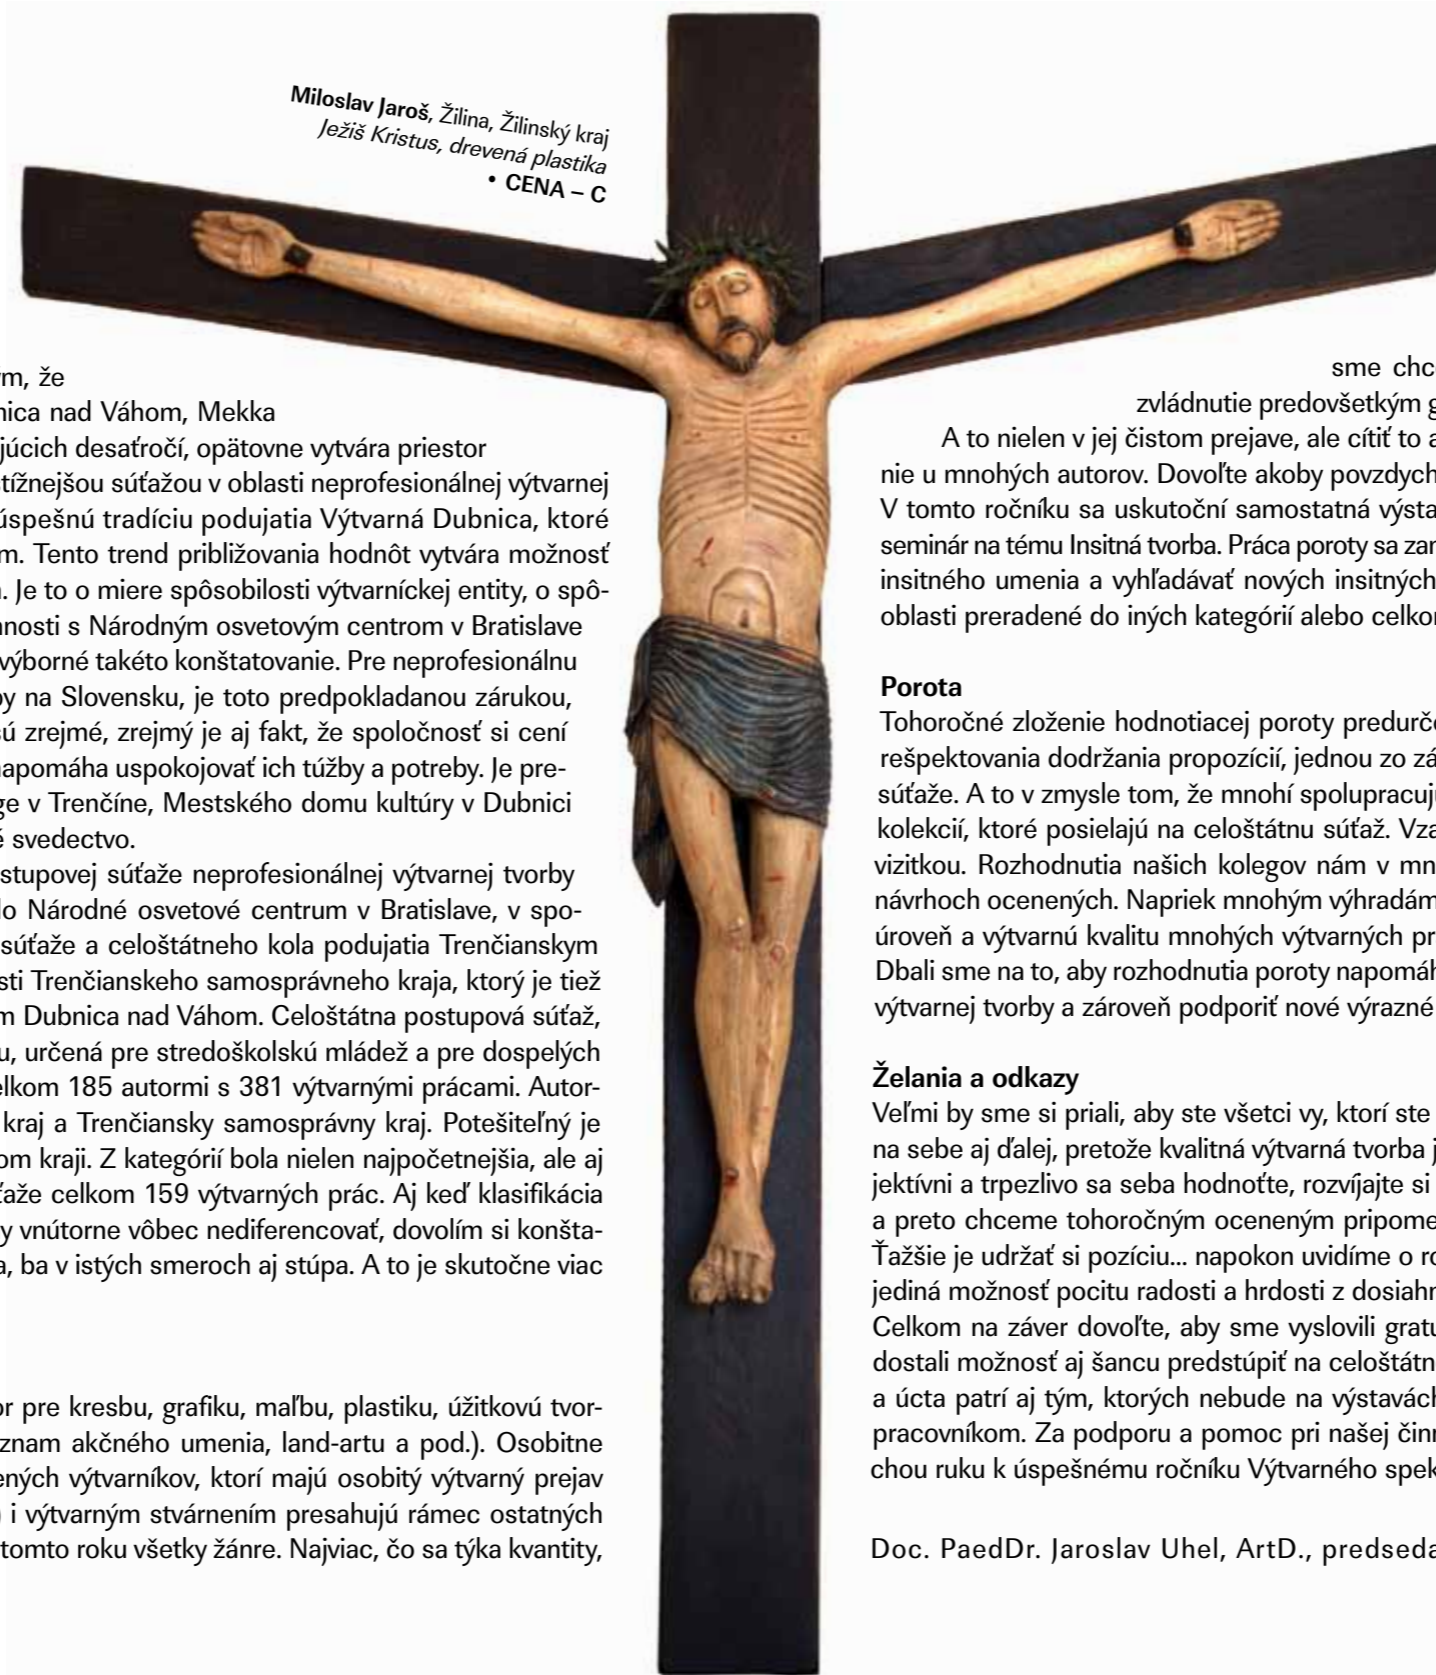 Miloslav Jaroš, Žilina, Žilinský kraj
Ježiš Kristus, drevená plastika
• CENA – C
m, že
nica nad Váhom, Mekka
júcich desaťročí, opätovne vytvára priestor
tížnejšou súťažou v oblasti neprofesionálnej výtvarnej
úspešnú tradíciu podujatia Výtvarná Dubnica, ktoré
m. Tento trend približovania hodnôt vytvára možnosť
. Je to o miere spôsobilosti výtvarníckej entity, o spô-
nnosti s Národným osvetovým centrom v Bratislave
výborné takéto konštatovanie. Pre neprofesionálnu
by na Slovensku, je toto predpokladanou zárukou,
sú zrejmé, zrejmý je aj fakt, že spoločnosť si cení
napomáha uspokojovať ich túžby a potreby. Je pre-
ge v Trenčíne, Mestského domu kultúry v Dubnici
é svedectvo.
stupovej súťaže neprofesionálnej výtvarnej tvorby
lo Národné osvetové centrum v Bratislave, v spo-
súťaže a celoštátneho kola podujatia Trenčianskym
sti Trenčianskeho samosprávneho kraja, ktorý je tiež
m Dubnica nad Váhom. Celoštátna postupová súťaž,
u, určená pre stredoškolskú mládež a pre dospelých
elkom 185 autormi s 381 výtvarnými prácami. Autor-
kraj a Trenčiansky samosprávny kraj. Potešiteľný je
om kraji. Z kategórií bola nielen najpočetnejšia, ale aj
ťaže celkom 159 výtvarných prác. Aj keď klasifikácia
y vnútorne vôbec nediferencovať, dovolím si konšta-
a, ba v istých smeroch aj stúpa. A to je skutočne viac
or pre kresbu, grafiku, maľbu, plastiku, úžitkovú tvor-
znam akčného umenia, land-artu a pod.). Osobitne
ených výtvarníkov, ktorí majú osobitý výtvarný prejav
i výtvarným stvárnením presahujú rámec ostatných
tomto roku všetky žánre. Najviac, čo sa týka kvantity,
sme chce
zvládnutie predovšetkým g
A to nielen v jej čistom prejave, ale cítiť to a
nie u mnohých autorov. Dovoľte akoby povzdych
V tomto ročníku sa uskutoční samostatná výsta
seminár na tému Insitná tvorba. Práca poroty sa zam
insitného umenia a vyhľadávať nových insitných
oblasti preradené do iných kategórií alebo celkom
Porota
Tohoročné zloženie hodnotiacej poroty predurče
rešpektovania dodržania propozícií, jednou zo zá
súťaže. A to v zmysle tom, že mnohí spolupracujú
kolekcií, ktoré posielajú na celoštátnu súťaž. Vza
vizitkou. Rozhodnutia našich kolegov nám v mn
návrhoch ocenených. Napriek mnohým výhradám
úroveň a výtvarnú kvalitu mnohých výtvarných pr
Dbali sme na to, aby rozhodnutia poroty napomáh
výtvarnej tvorby a zároveň podporiť nové výrazné
Želania a odkazy
Veľmi by sme si priali, aby ste všetci vy, ktorí ste
na sebe aj ďalej, pretože kvalitná výtvarná tvorba j
jektívni a trpezlivo sa seba hodnoťte, rozvíjajte si
a preto chceme tohoročným oceneným pripome
Ťažšie je udržať si pozíciu... napokon uvidíme o ro
jediná možnosť pocitu radosti a hrdosti z dosiahn
Celkom na záver dovoľte, aby sme vyslovili gratu
dostali možnosť aj šancu predstúpiť na celoštátn
a úcta patrí aj tým, ktorých nebude na výstavách
pracovníkom. Za podporu a pomoc pri našej činn
chou ruku k úspešnému ročníku Výtvarného spek
Doc. PaedDr. Jaroslav Uhel, ArtD., predseda